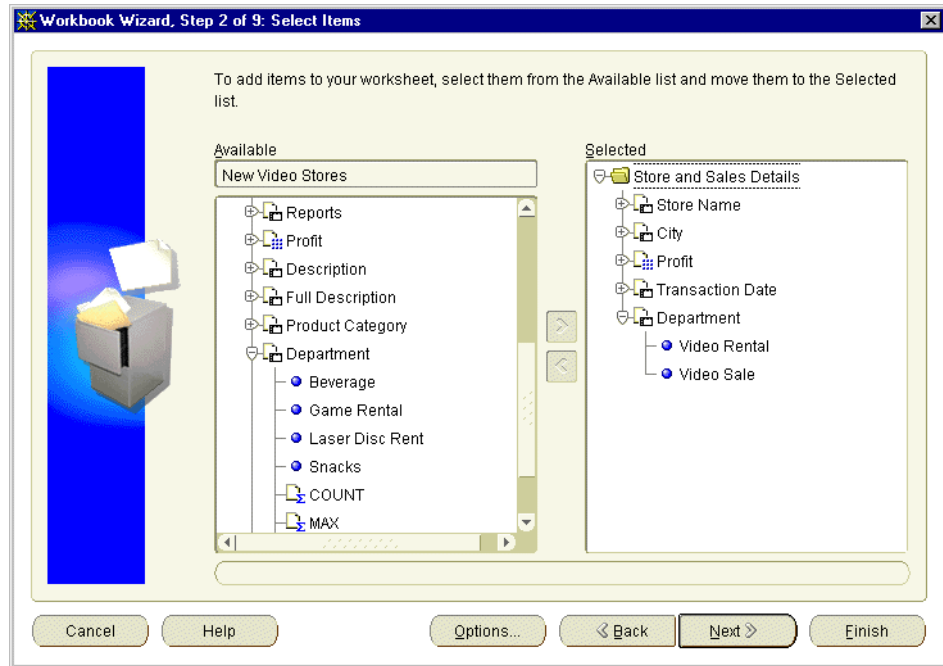 Workbook Wizard, Step 2 of 9: Select Items
To add items to your worksheet, select them from the Available list and move them to the Selected
list.
Available
New Video Stores
Reports
Profit
Description
Full Description
Product Category
Department
Beverage
Game Rental
Laser Disc Rent
Snacks
COUNT
MAX
Selected
Store and Sales Details
Store Name
City
Profit
Transaction Date
Department
Video Rental
Video Sale
Cancel
Help
Options...
Back
Next
Finish